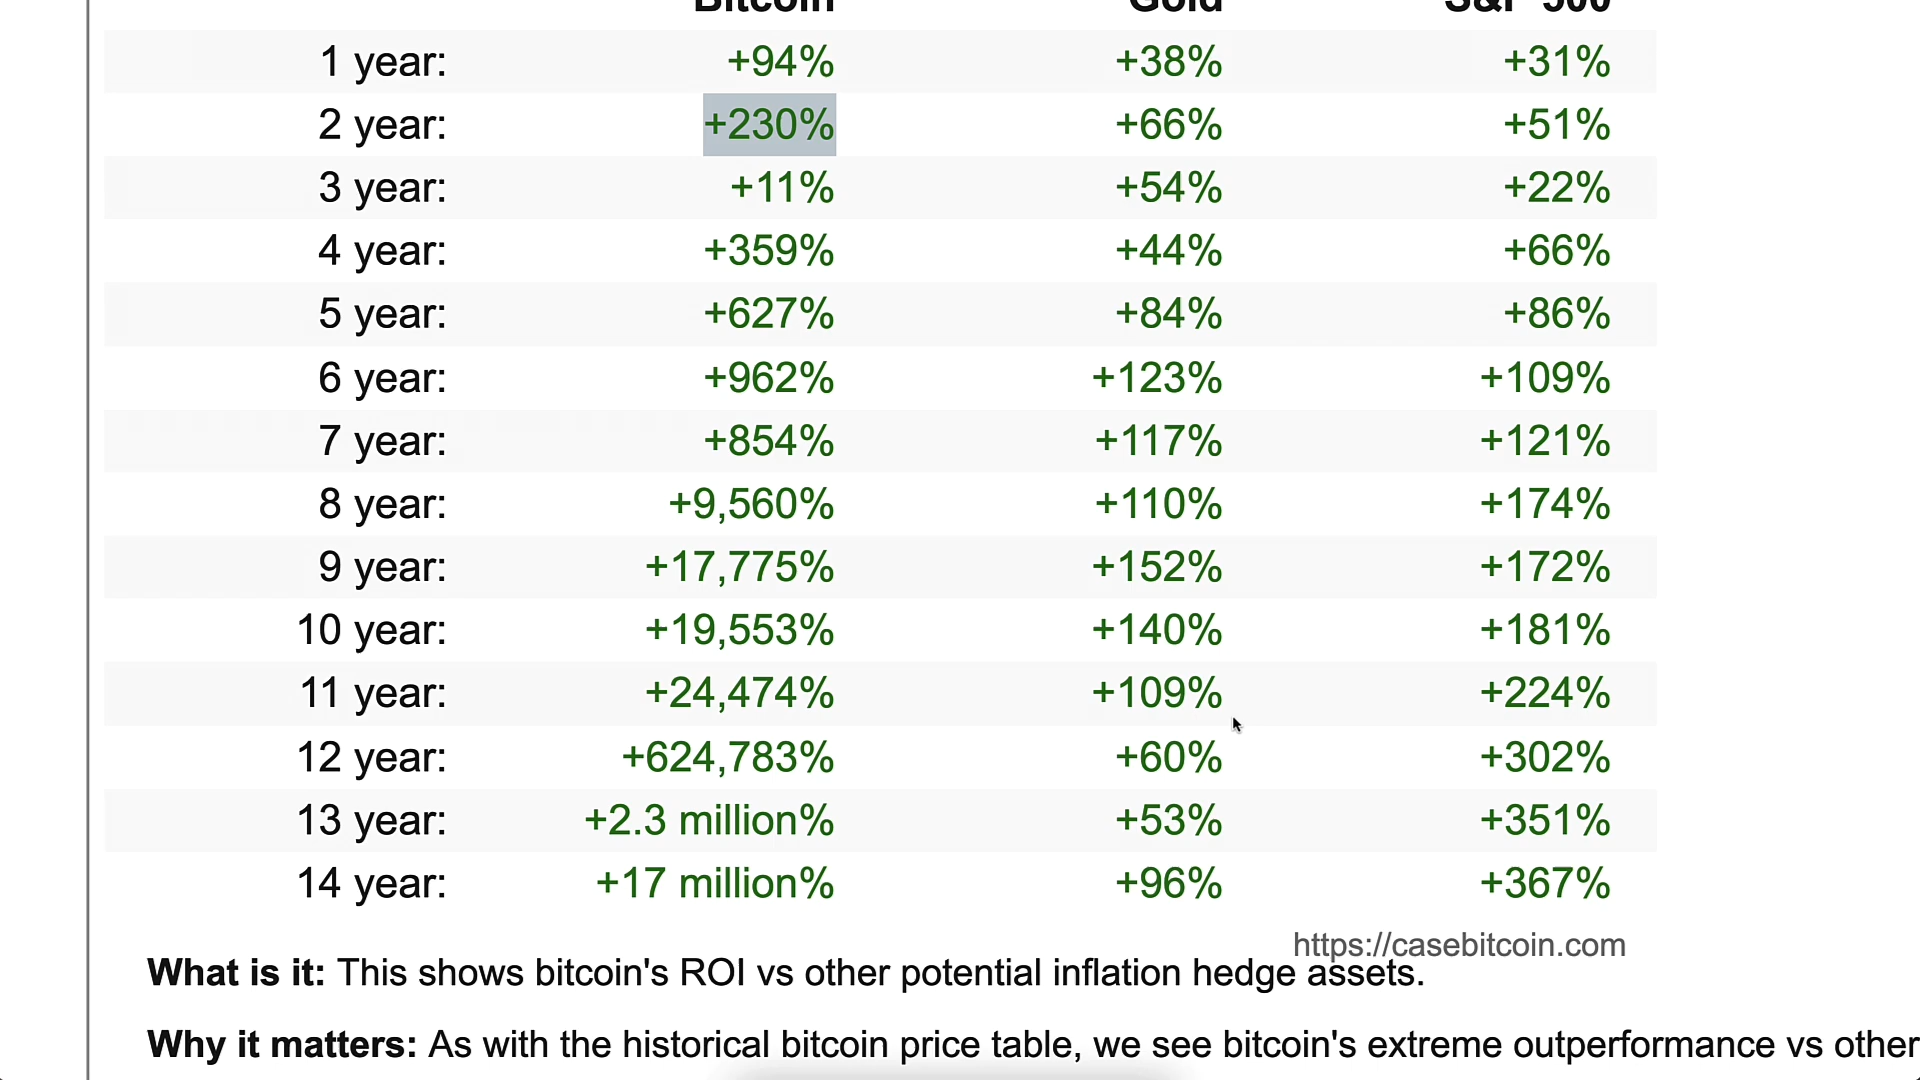 Bitcoin Gold S&P 500
1 year: +94% +38% +31%
2 year: +230% +66% +51%
3 year: +11% +54% +22%
4 year: +359% +44% +66%
5 year: +627% +84% +86%
6 year: +962% +123% +109%
7 year: +854% +117% +121%
8 year: +9,560% +110% +174%
9 year: +17,775% +152% +172%
10 year: +19,553% +140% +181%
11 year: +24,474% +109% +224%
12 year: +624,783% +60% +302%
13 year: +2.3 million% +53% +351%
14 year: +17 million% +96% +367%
https://casebitcoin.com
What is it: This shows bitcoin's ROI vs other potential inflation hedge assets.
Why it matters: As with the historical bitcoin price table, we see bitcoin's extreme outperformance vs other